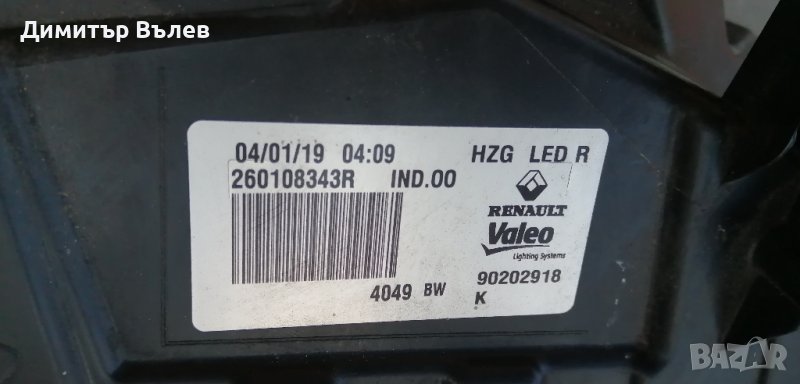 Димитър Вълев
04/01/19 04:09 HZG LED R
260108343R IND.00
RENAULT
Valeo
Lighting Systems
4049 BW 90202918
K
BAZAR